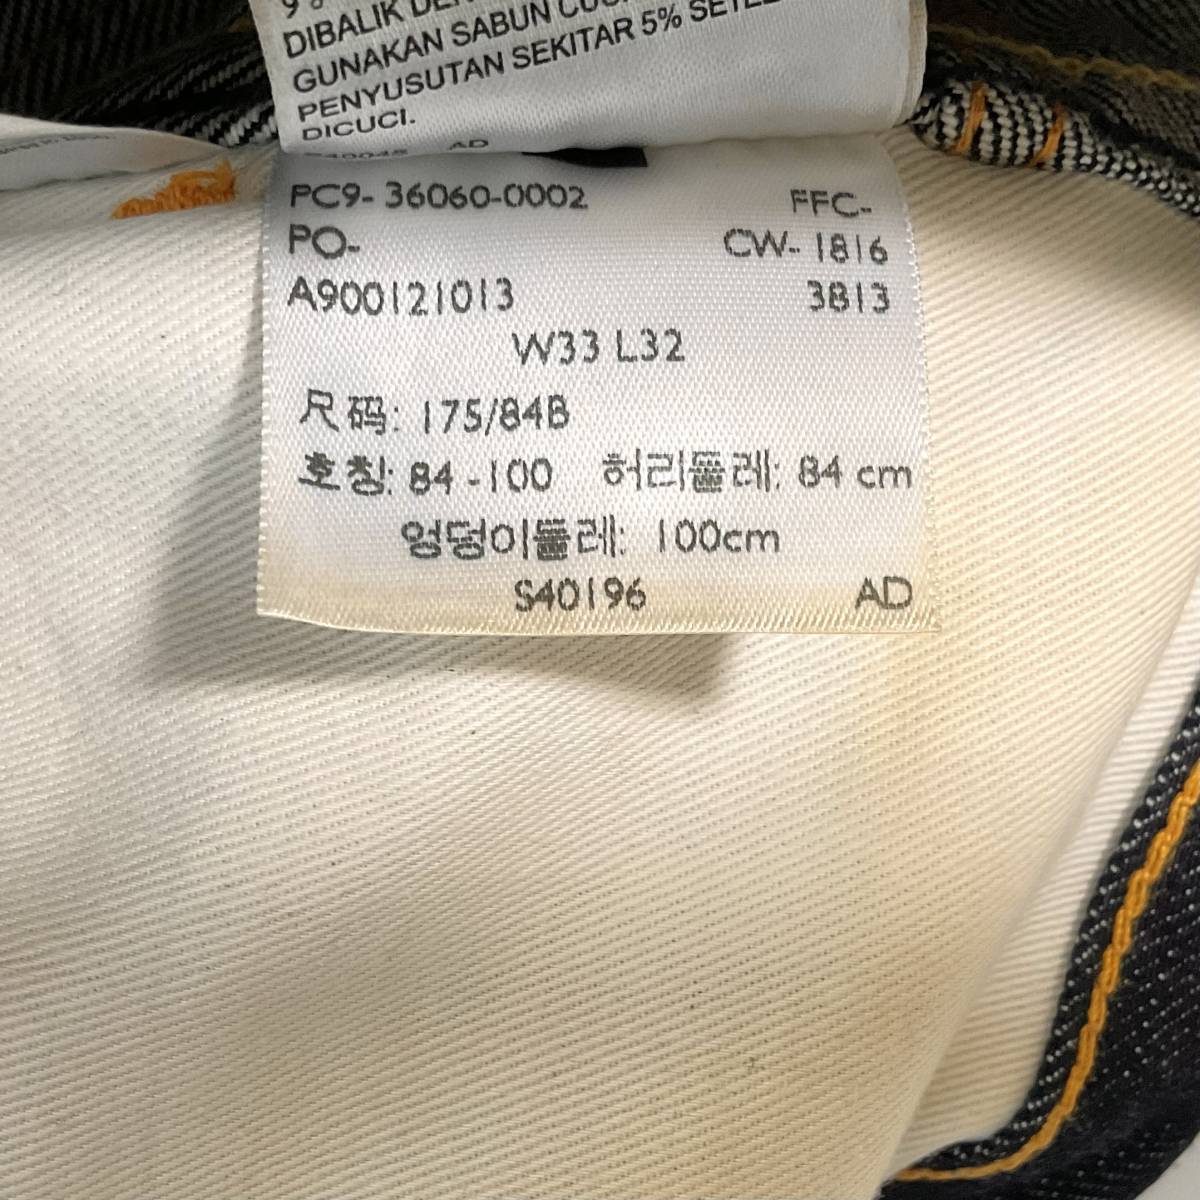 DIBALIK
GUNAKAN SABUN
PENYUSUTAN SEKITAR 5%
DICUCI.
AD
PC9- 36060-0002 FFC-
PO- CW- 1816
A900121013 3813
W33 L32
尺码: 175/84B
호칭: 84 -100 허리둘레: 84 cm
엉덩이둘레: 100cm
S40196 AD